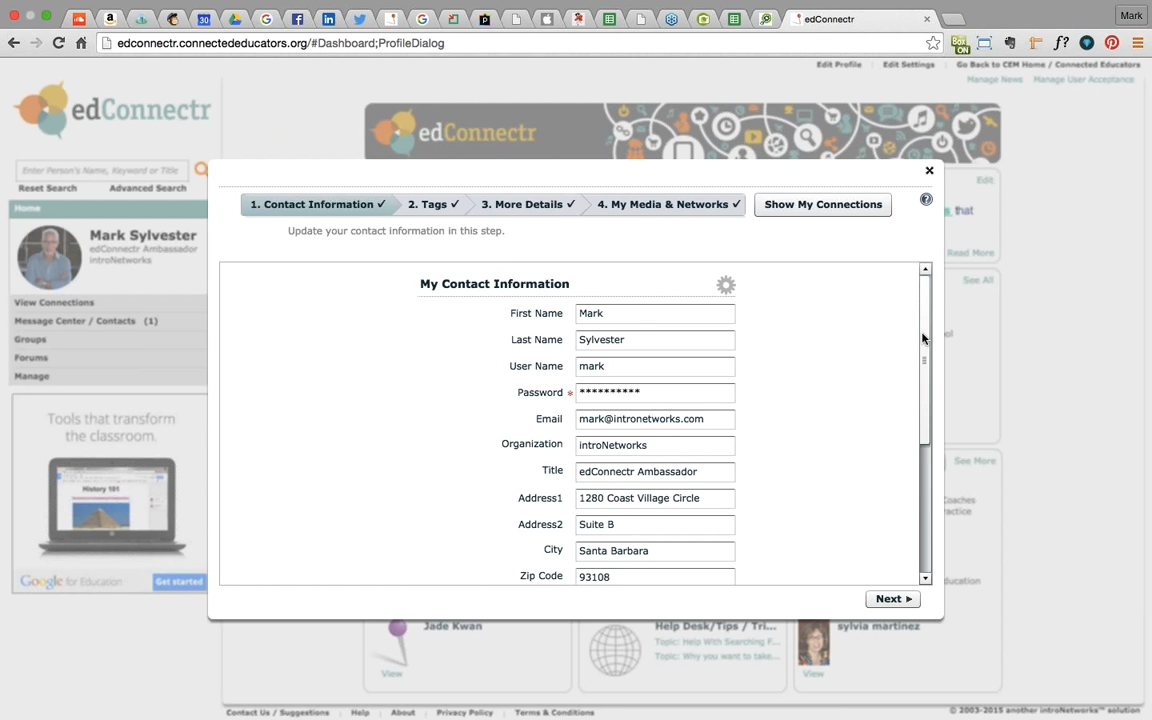 edConnectr
Mark
edconnectr.connectededucators.org/#Dashboard;ProfileDialog
Edit Profile | Edit Settings | Go Back to CEM Home / Connected Educators
Manage News | Manage User Acceptance
edConnectr
edConnectr
Enter Person's Name, Keyword or Title
Reset Search Advanced Search
Home
Mark Sylvester
edConnectr Ambassador
introNetworks
View Connections
Message Center / Contacts (1)
Groups
Forums
Manage
Tools that transform
the classroom.
History 101
Google for Education Get started
Edit
that
Read More
See All
See More
Coaches
1. Contact Information ✓ 2. Tags ✓ 3. More Details ✓ 4. My Media & Networks ✓ Show My Connections
Update your contact information in this step.
My Contact Information
First Name Mark
Last Name Sylvester
User Name mark
Password * **********
Email mark@intronetworks.com
Organization introNetworks
Title edConnectr Ambassador
Address1 1280 Coast Village Circle
Address2 Suite B
City Santa Barbara
Zip Code 93108
Next
Jade Kwan
View
Help Desk/Tips / Tri...
Topic: Help With Searching F...
Topic: Why you want to take...
sylvia martinez
View
Contact Us / Suggestions | Help | About | Privacy Policy | Terms & Conditions
© 2003-2015 another introNetworks™ solution